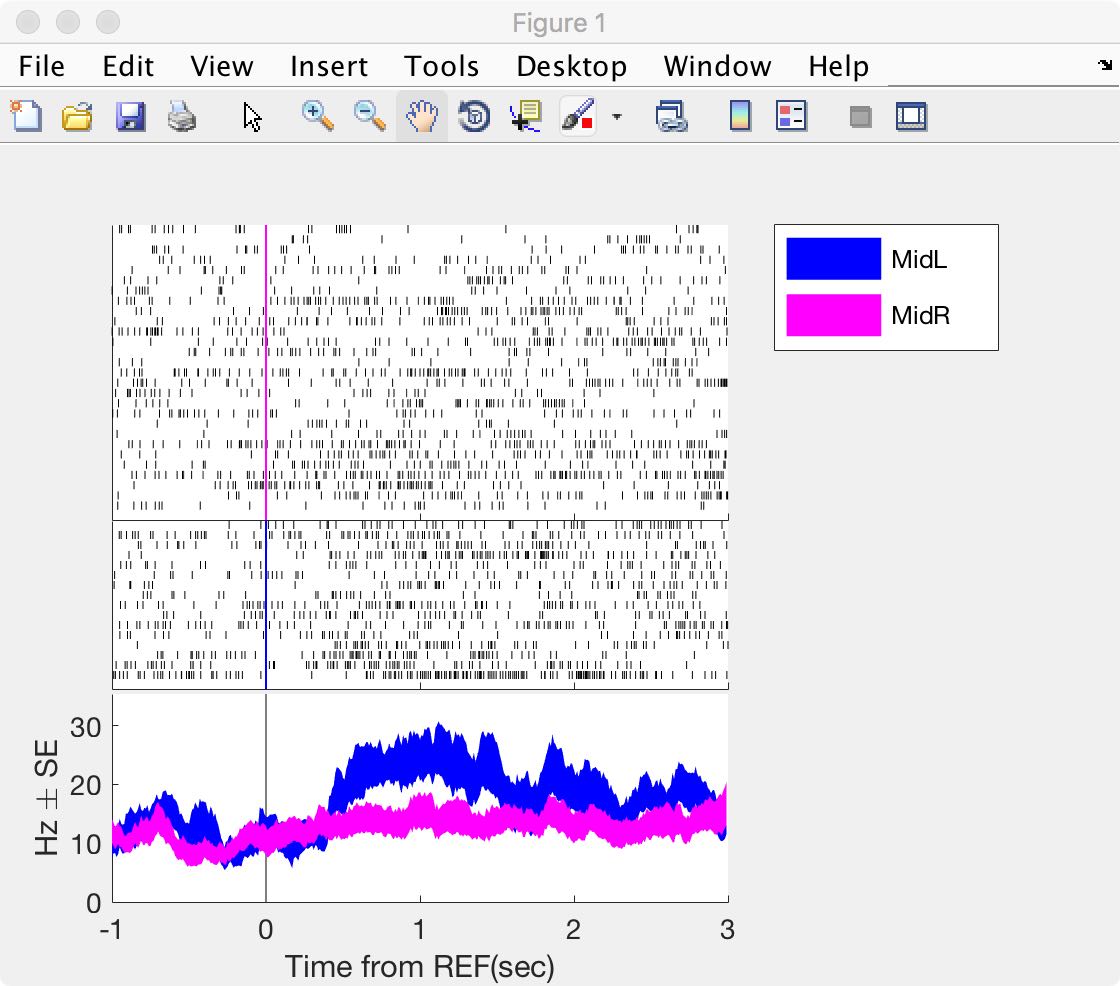 Figure 1
File Edit View Insert Tools Desktop Window Help
MidL
MidR
30
20
10
0
Hz ± SE
-1 0 1 2 3
Time from REF(sec)